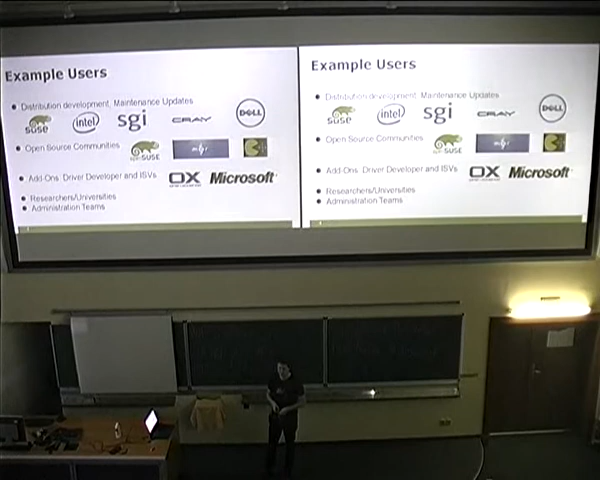 Example Users
Distribution development, Maintenance Updates
SUSE intel sgi CRAY DELL
Open Source Communities
SUSE
Add-Ons: Driver Developer and ISVs OX Microsoft
Researchers/Universities
Administration Teams
Example Users
Distribution development, Maintenance Updates
SUSE intel sgi CRAY DELL
Open Source Communities
SUSE
Add-Ons: Driver Developer and ISVs OX Microsoft
Researchers/Universities
Administration Teams